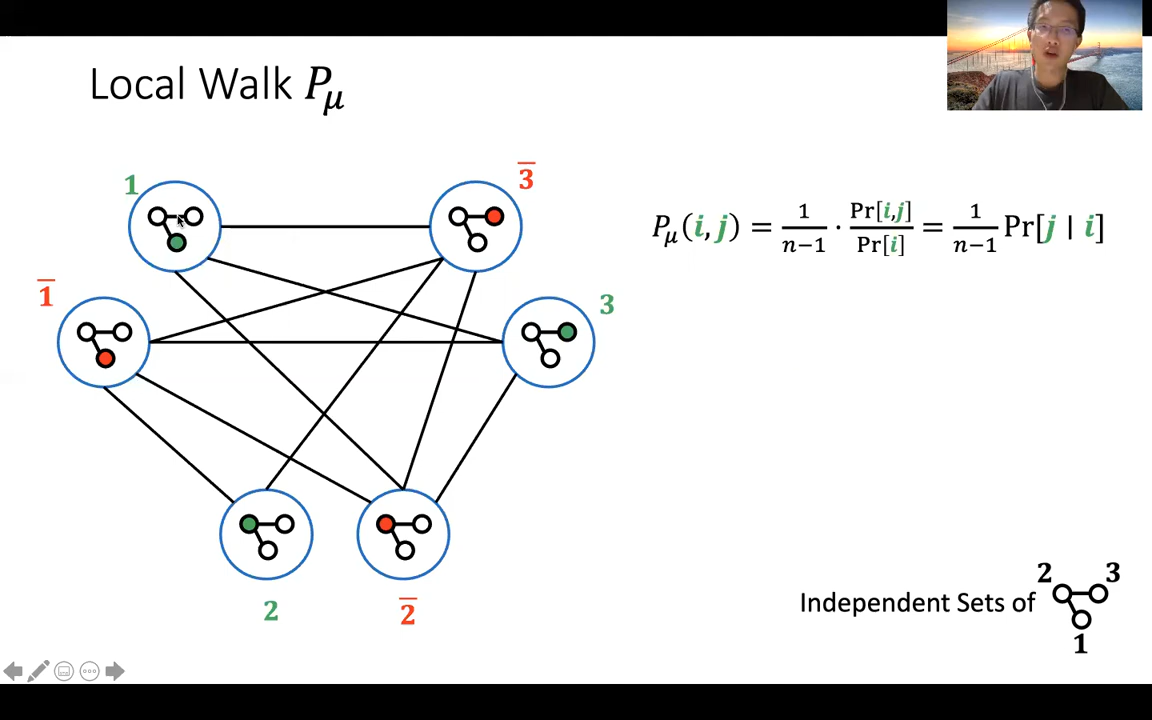 Local Walk P_μ
1
3̅
1̅
3
2
2̅
P_μ(i, j) = 1/(n−1) · Pr[i,j]/Pr[i] = 1/(n−1) Pr[j | i]
Independent Sets of
2 3
1